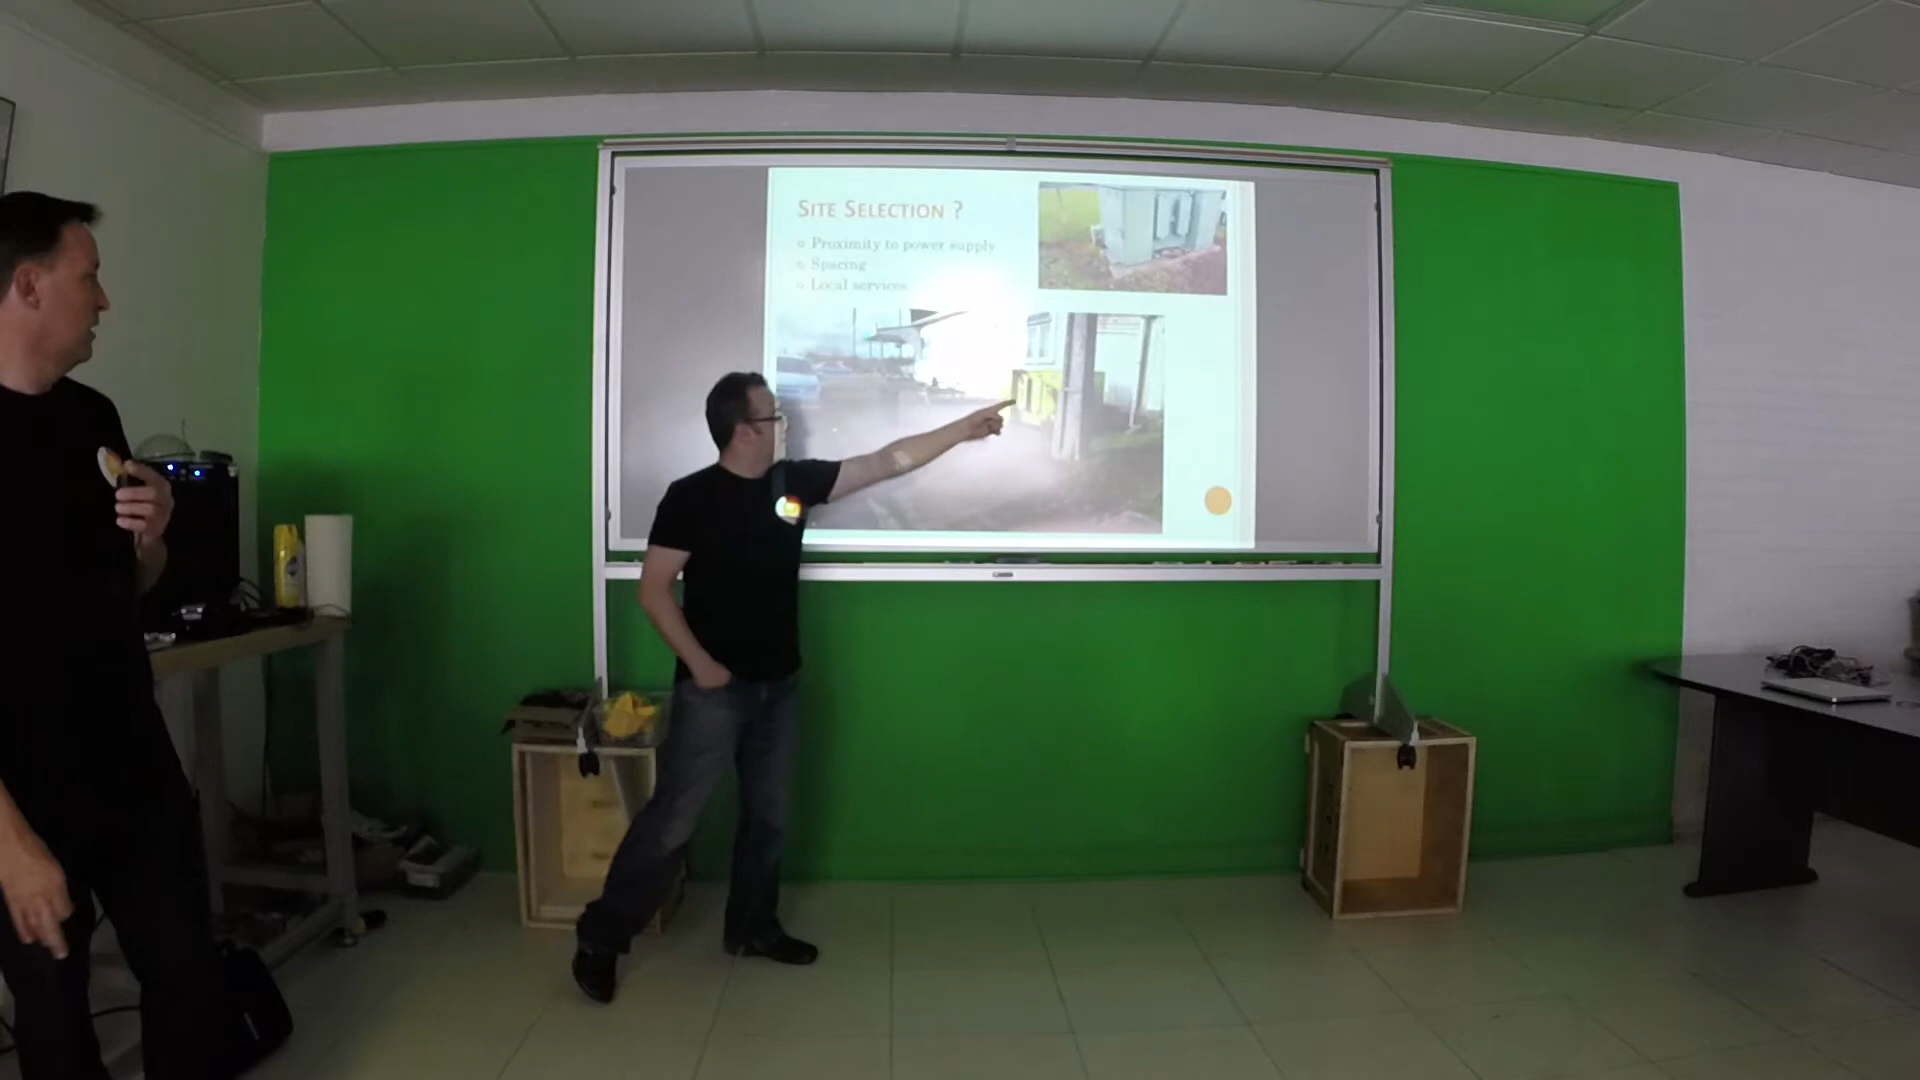 SITE SELECTION ?
Proximity to power supply
Spacing
Local services